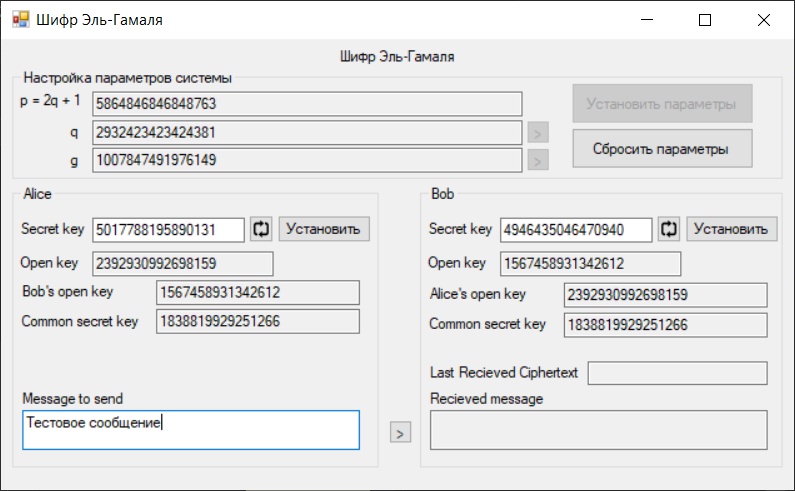 Шифр Эль-Гамаля
Шифр Эль-Гамаля
Настройка параметров системы
p = 2q + 1 5864846846848763 Установить параметры
q 2932423423424381 >
g 1007847491976149 > Сбросить параметры
Alice
Secret key 5017788195890131 Установить
Open key 2392930992698159
Bob's open key 1567458931342612
Common secret key 1838819929251266
Message to send
Тестовое сообщение
>
Bob
Secret key 4946435046470940 Установить
Open key 1567458931342612
Alice's open key 2392930992698159
Common secret key 1838819929251266
Last Recieved Ciphertext
Recieved message